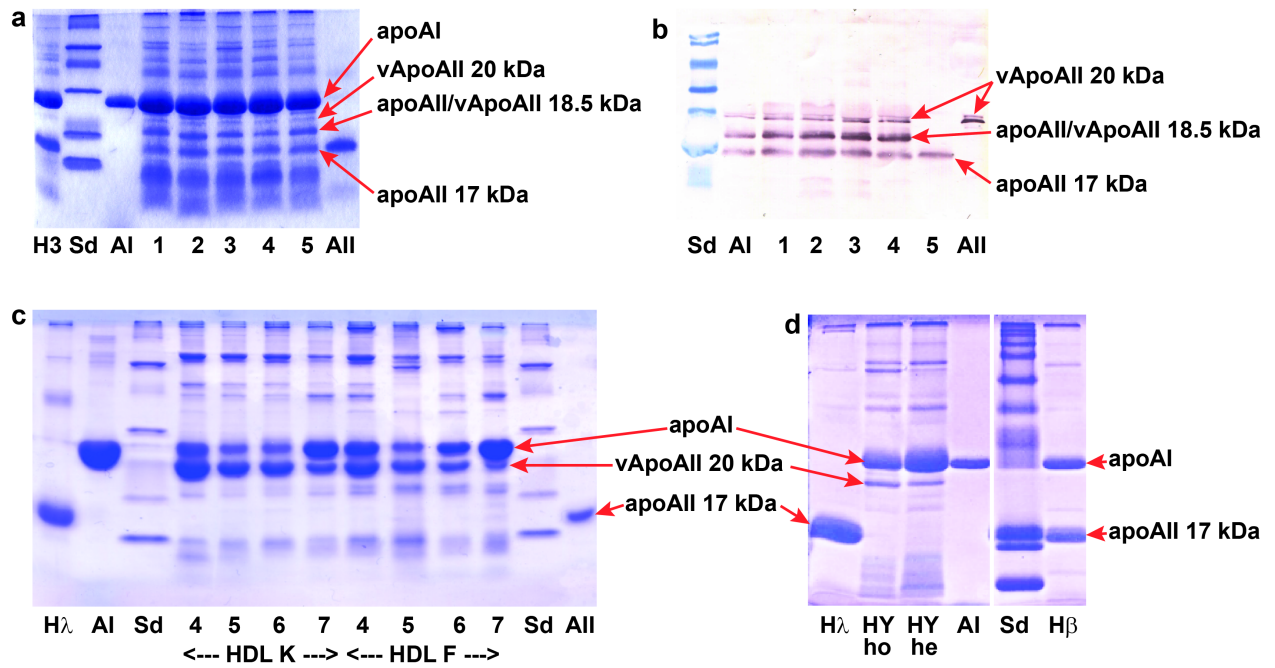 a
apoAI
vApoAII 20 kDa
apoAII/vApoAII 18.5 kDa
apoAII 17 kDa
H3 Sd AI 1 2 3 4 5 AII
b
vApoAII 20 kDa
apoAII/vApoAII 18.5 kDa
apoAII 17 kDa
Sd AI 1 2 3 4 5 AII
c
Hλ AI Sd 4 5 6 7 4 5 6 7 Sd AII
<--- HDL K ---> <--- HDL F --->
apoAI
vApoAII 20 kDa
apoAII 17 kDa
d
apoAI
apoAII 17 kDa
Hλ HY HY AI Sd Hβ
ho he